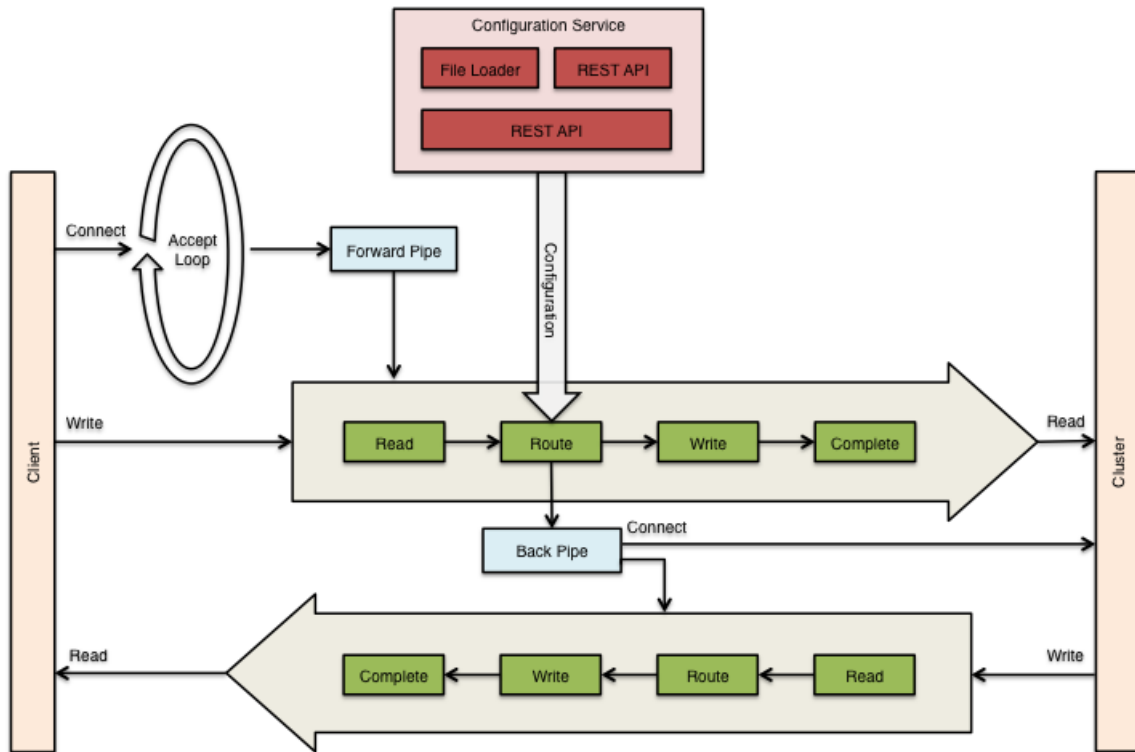 Configuration Service
File Loader
REST API
REST API
Connect
Accept
Loop
Forward Pipe
Configuration
Write
Read
Route
Write
Complete
Read
Client
Cluster
Connect
Back Pipe
Read
Complete
Write
Route
Read
Write